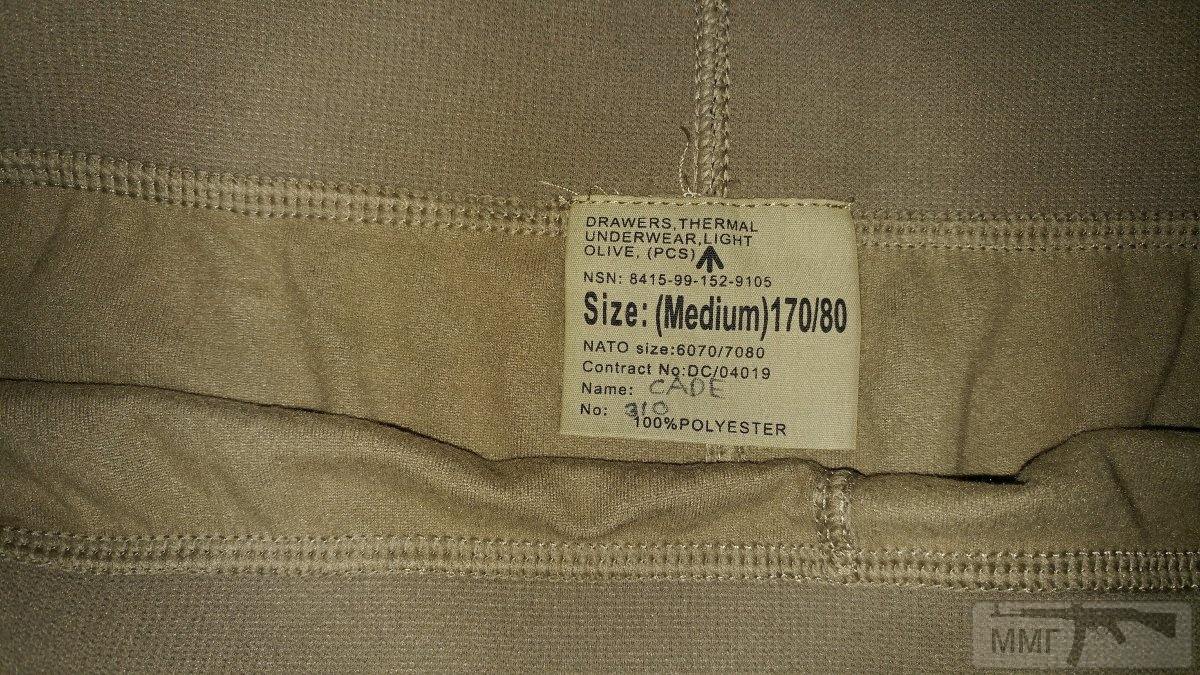 DRAWERS,THERMAL
UNDERWEAR,LIGHT
OLIVE, (PCS)
NSN: 8415-99-152-9105
Size: (Medium)170/80
NATO size:6070/7080
Contract No:DC/04019
Name: CADE
No: 310
100%POLYESTER
ММГ